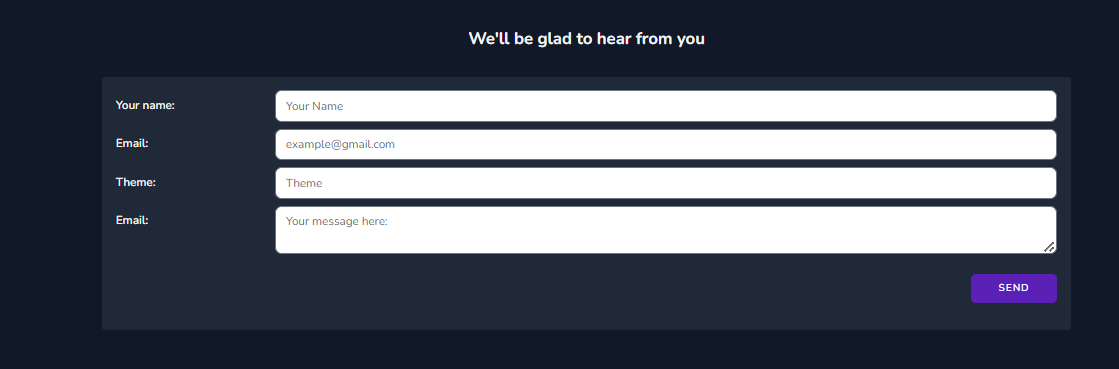 We'll be glad to hear from you
Your name:
Your Name
Email:
example@gmail.com
Theme:
Theme
Email:
Your message here:
SEND